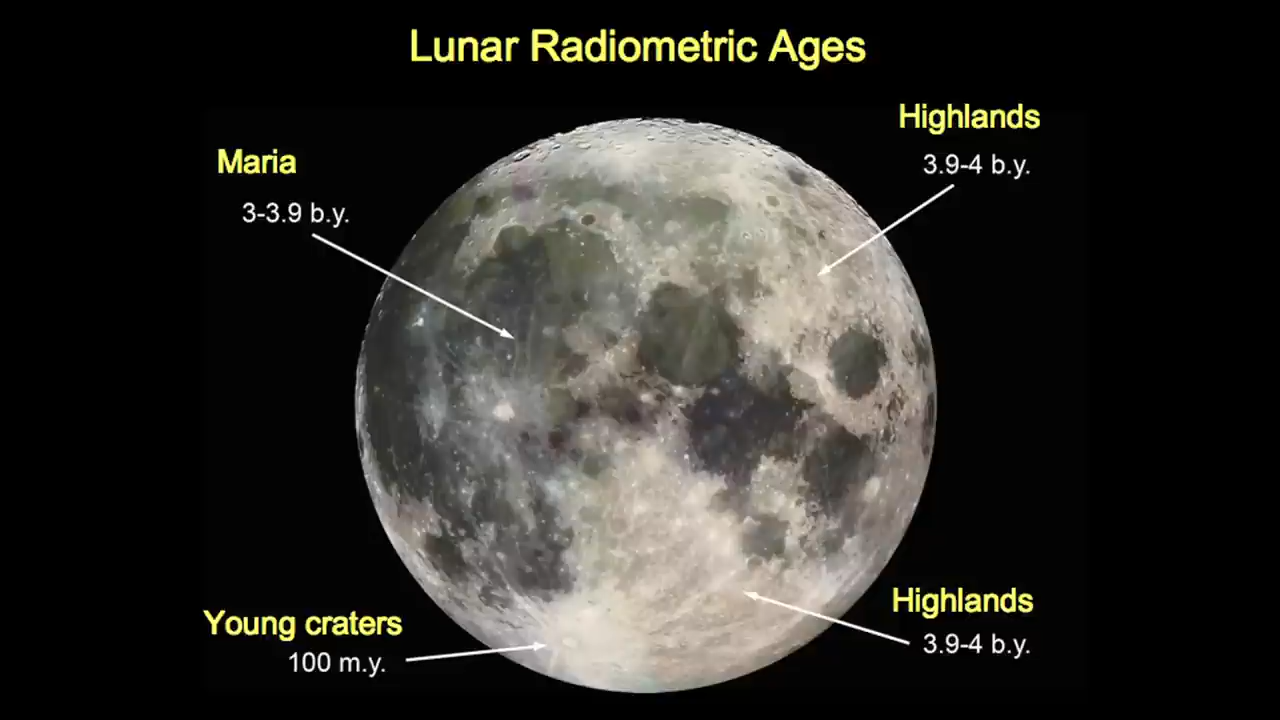 Lunar Radiometric Ages
Maria
3-3.9 b.y.
Highlands
3.9-4 b.y.
Young craters
100 m.y.
Highlands
3.9-4 b.y.